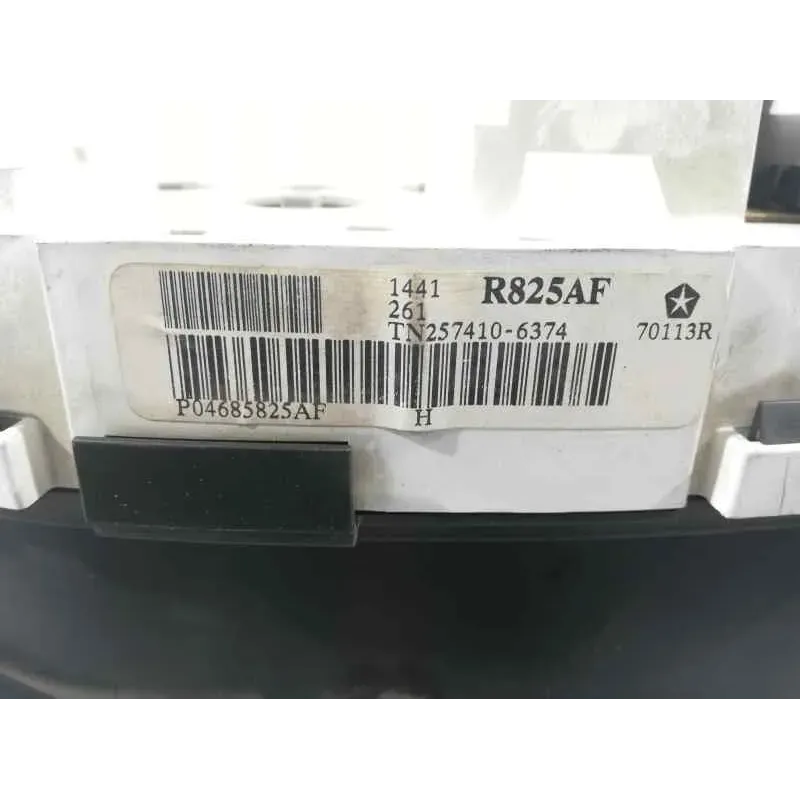 1441 R825AF
261
TN257410-6374 70113R
P04685825AF H